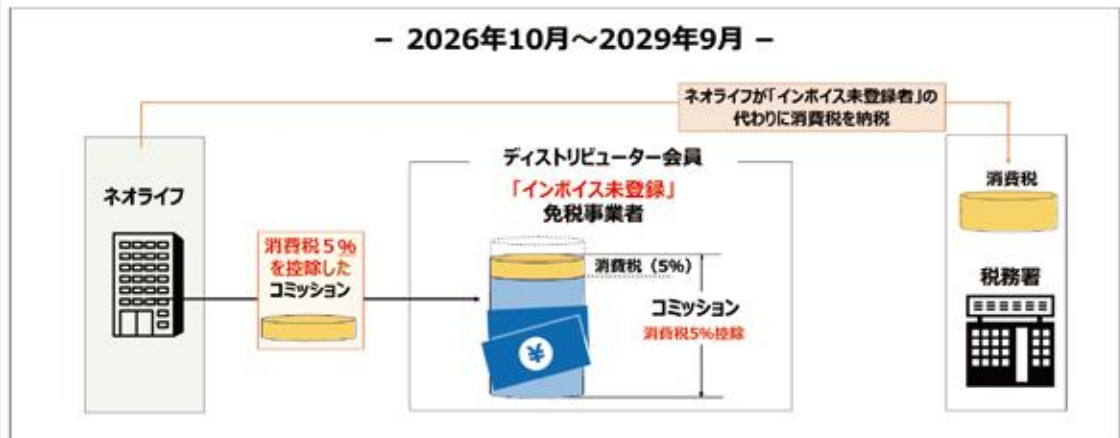 – 2026年10月～2029年9月 –
ネオライフが「インボイス未登録者」の
代わりに消費税を納税
ネオライフ
消費税５%
を控除した
コミッション
ディストリビューター会員
「インボイス未登録」
免税事業者
消費税（5%）
コミッション
消費税5%控除
消費税
税務署